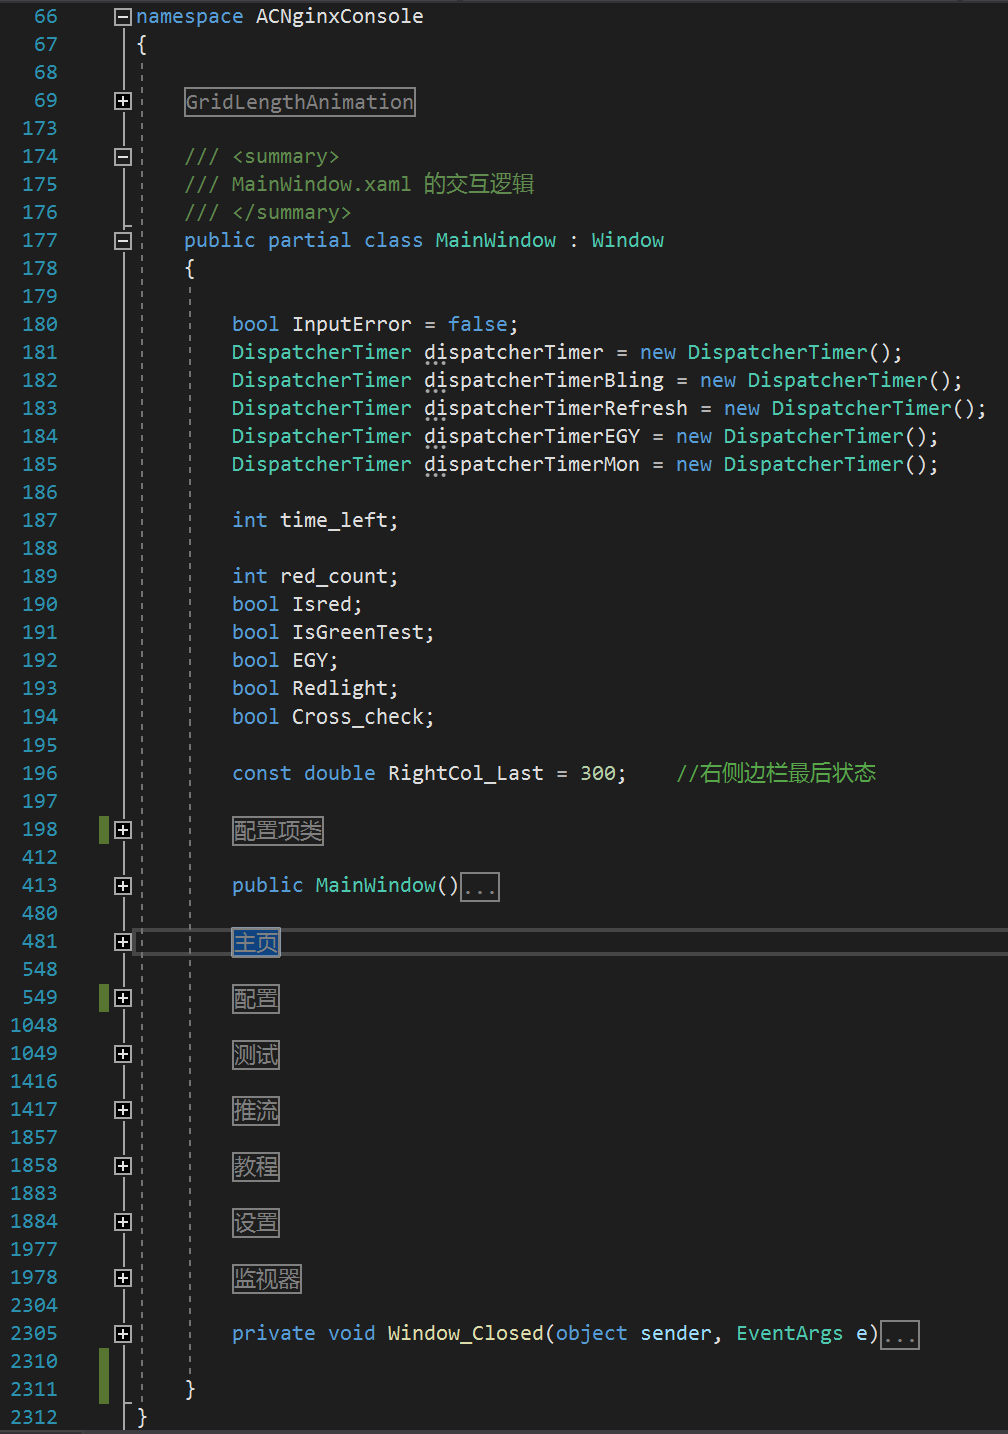 66 namespace ACNginxConsole
67 {
68
69 GridLengthAnimation
173
174 /// <summary>
175 /// MainWindow.xaml 的交互逻辑
176 /// </summary>
177 public partial class MainWindow : Window
178 {
179
180 bool InputError = false;
181 DispatcherTimer dispatcherTimer = new DispatcherTimer();
182 DispatcherTimer dispatcherTimerBling = new DispatcherTimer();
183 DispatcherTimer dispatcherTimerRefresh = new DispatcherTimer();
184 DispatcherTimer dispatcherTimerEGY = new DispatcherTimer();
185 DispatcherTimer dispatcherTimerMon = new DispatcherTimer();
186
187 int time_left;
188
189 int red_count;
190 bool Isred;
191 bool IsGreenTest;
192 bool EGY;
193 bool Redlight;
194 bool Cross_check;
195
196 const double RightCol_Last = 300; //右侧边栏最后状态
197
198 配置项类
412
413 public MainWindow()...
480
481 主页
548
549 配置
1048
1049 测试
1416
1417 推流
1857
1858 教程
1883
1884 设置
1977
1978 监视器
2304
2305 private void Window_Closed(object sender, EventArgs e)...
2310
2311 }
2312 }